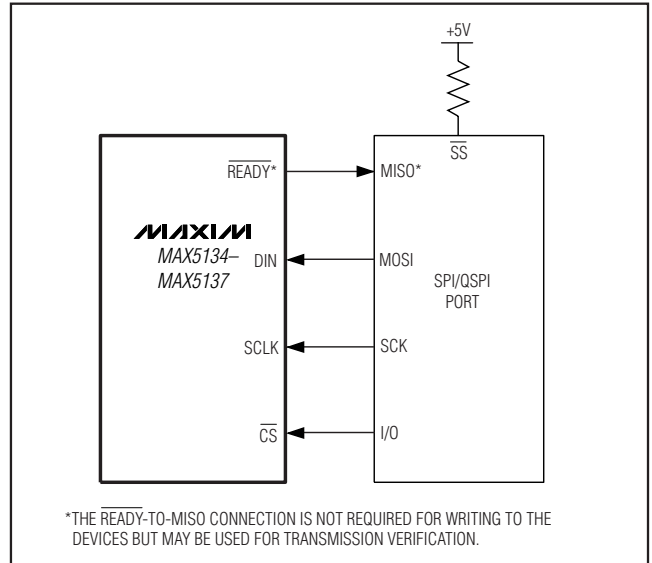 +5V
SS
READY*
MISO*
MAXIM
MAX5134–
MAX5137
DIN
MOSI
SPI/QSPI
PORT
SCLK
SCK
CS
I/O
*THE READY-TO-MISO CONNECTION IS NOT REQUIRED FOR WRITING TO THE
DEVICES BUT MAY BE USED FOR TRANSMISSION VERIFICATION.